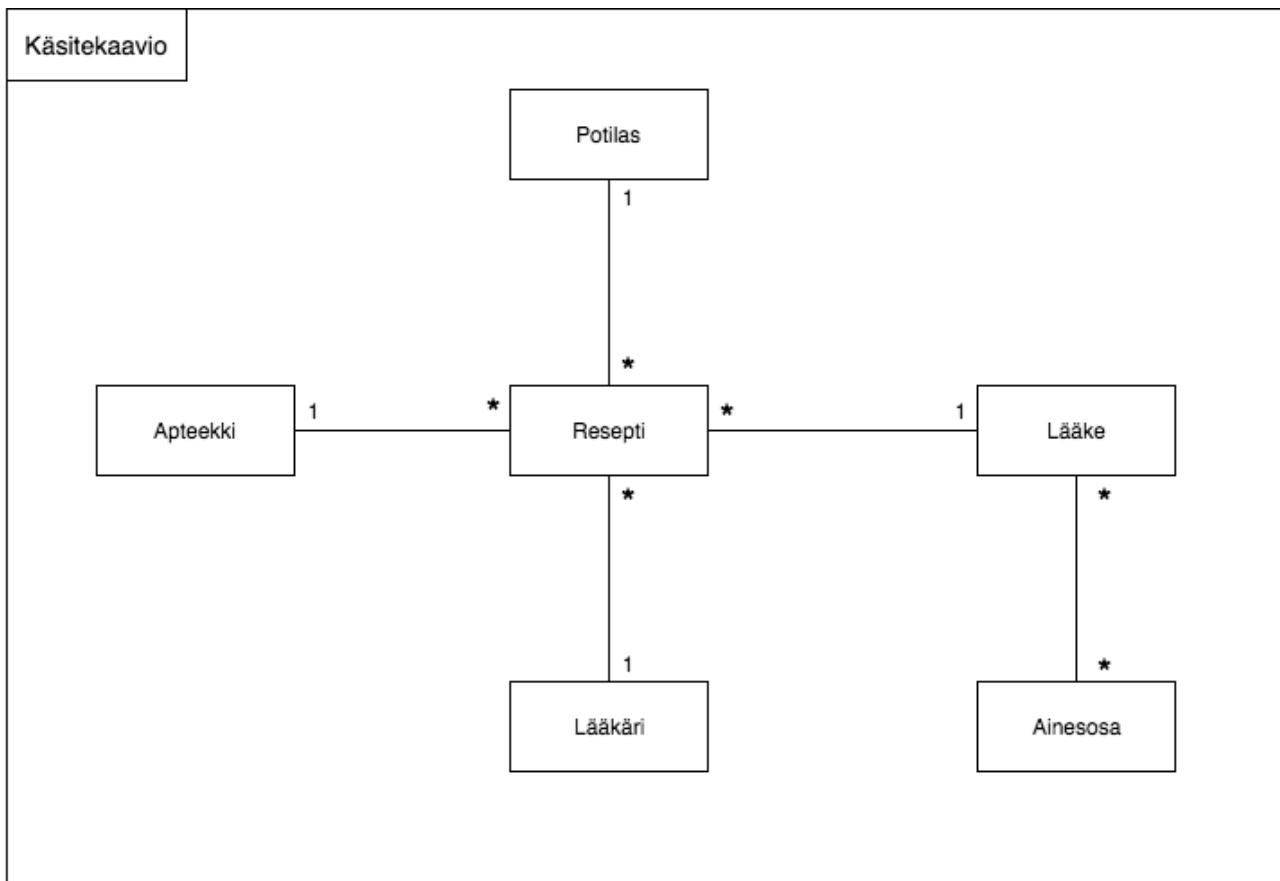 Käsitekaavio
Potilas
1
*
Apteekki
1
*
Resepti
*
1
Lääke
*
*
1
*
Lääkäri
Ainesosa